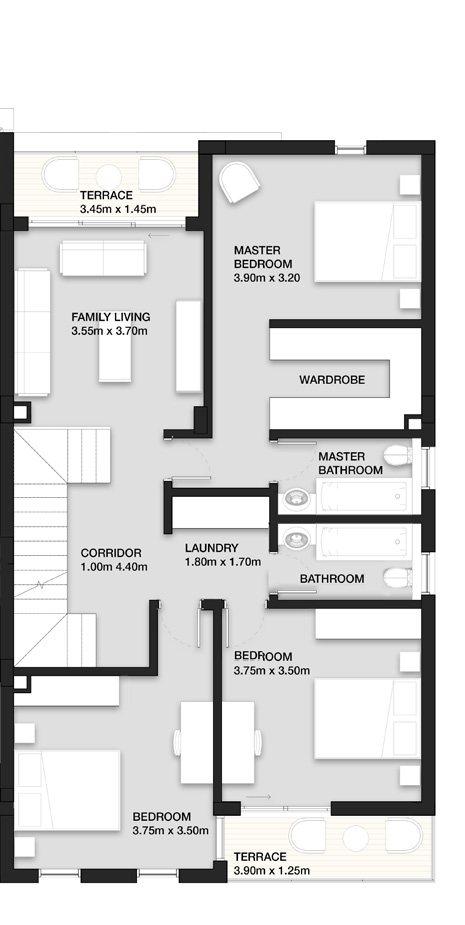 TERRACE
3.45m x 1.45m
MASTER
BEDROOM
3.90m x 3.20
FAMILY LIVING
3.55m x 3.70m
WARDROBE
MASTER
BATHROOM
LAUNDRY
1.80m x 1.70m
CORRIDOR
1.00m 4.40m
BATHROOM
BEDROOM
3.75m x 3.50m
BEDROOM
3.75m x 3.50m
TERRACE
3.90m x 1.25m